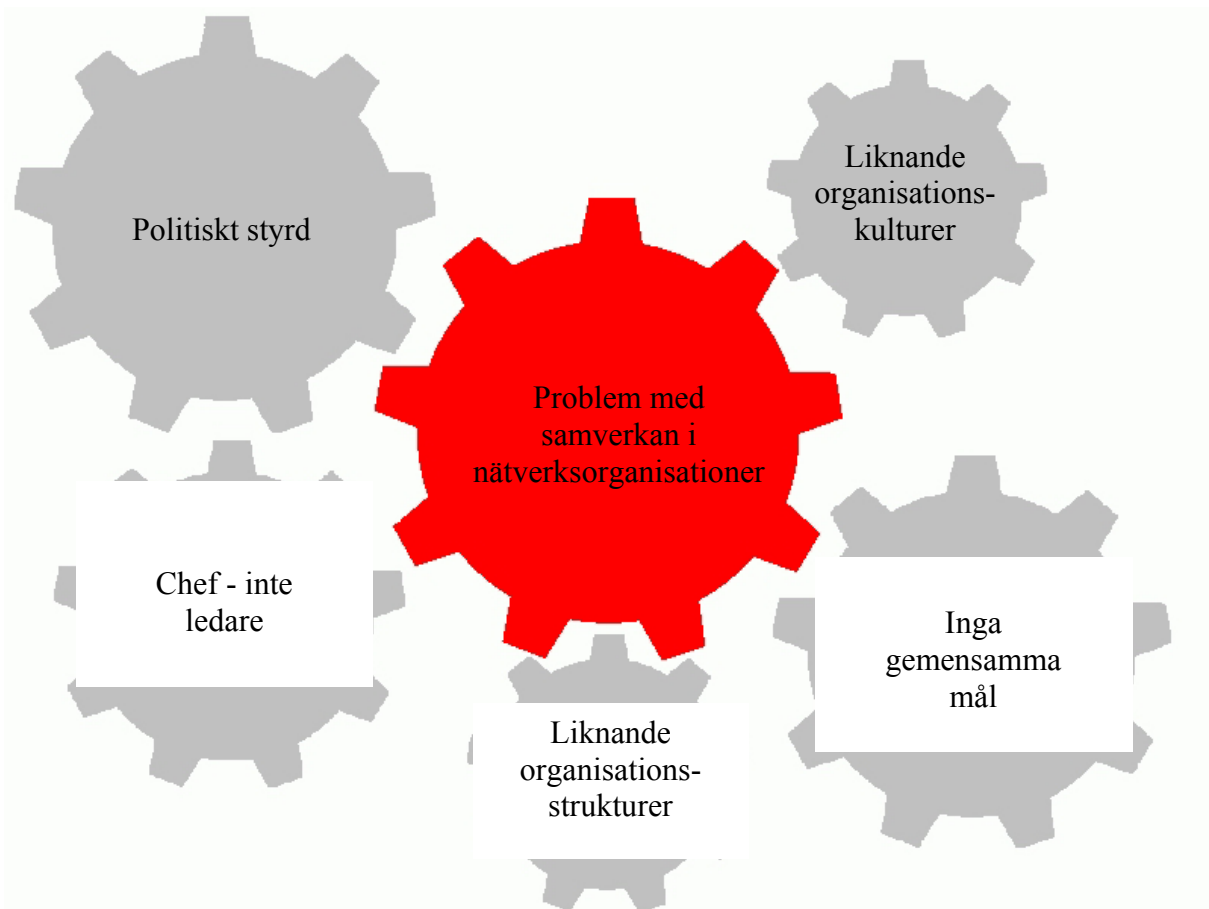 Politiskt styrd
Liknande
organisations-
kulturer
Problem med
samverkan i
nätverksorganisationer
Chef - inte
ledare
Inga
gemensamma
mål
Liknande
organisations-
strukturer